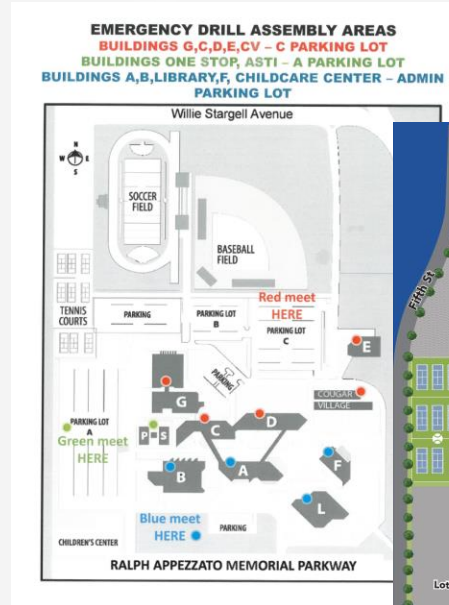 EMERGENCY DRILL ASSEMBLY AREAS
BUILDINGS G,C,D,E,CV – C PARKING LOT
BUILDINGS ONE STOP, ASTI – A PARKING LOT
BUILDINGS A,B,LIBRARY,F, CHILDCARE CENTER – ADMIN
PARKING LOT
Willie Stargell Avenue
N
W E
S
SOCCER
FIELD
BASEBALL
FIELD
Fifth St
TENNIS
COURTS
PARKING
PARKING LOT
B
Red meet
HERE
PARKING LOT
C
E
PARKING
COUGAR
VILLAGE
G
PARKING LOT
A
Green meet
HERE
P S
C
D
B
A
F
L
Blue meet
HERE
PARKING
CHILDREN'S CENTER
RALPH APPEZZATO MEMORIAL PARKWAY
Lot